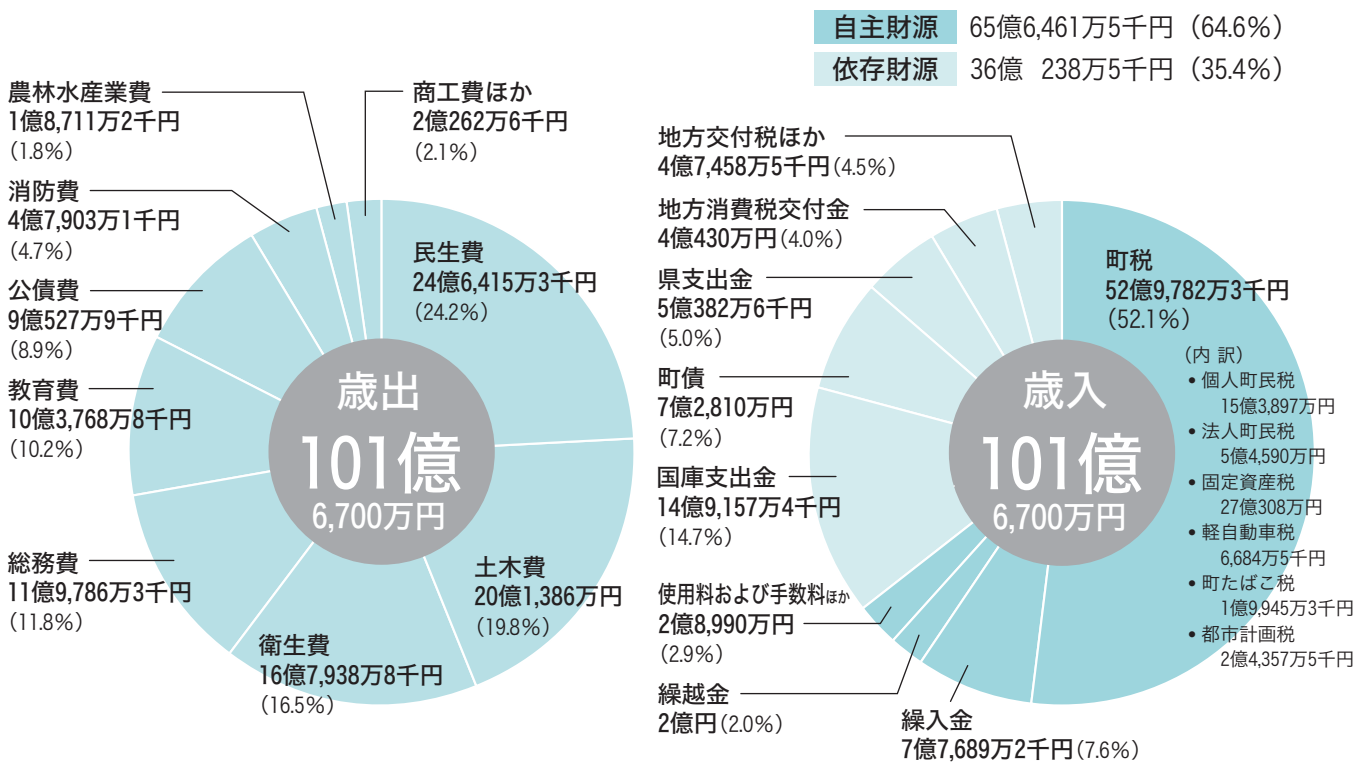 自主財源 65億6,461万5千円（64.6%）
依存財源 36億 238万5千円（35.4%）
農林水産業費
1億8,711万2千円
（1.8%）
商工費ほか
2億262万6千円
（2.1%）
消防費
4億7,903万1千円
（4.7%）
公債費
9億527万9千円
（8.9%）
教育費
10億3,768万8千円
（10.2%）
総務費
11億9,786万3千円
（11.8%）
衛生費
16億7,938万8千円
（16.5%）
土木費
20億1,386万円
（19.8%）
民生費
24億6,415万3千円
（24.2%）
歳出
101億
6,700万円
地方交付税ほか
4億7,458万5千円（4.5%）
地方消費税交付金
4億430万円（4.0%）
県支出金
5億382万6千円
（5.0%）
町債
7億2,810万円
（7.2%）
国庫支出金
14億9,157万4千円
（14.7%）
使用料および手数料ほか
2億8,990万円
（2.9%）
繰越金
2億円（2.0%）
繰入金
7億7,689万2千円（7.6%）
歳入
101億
6,700万円
町税
52億9,782万3千円
（52.1%）
（内 訳）
• 個人町民税
15億3,897万円
• 法人町民税
5億4,590万円
• 固定資産税
27億308万円
• 軽自動車税
6,684万5千円
• 町たばこ税
1億9,945万3千円
• 都市計画税
2億4,357万5千円